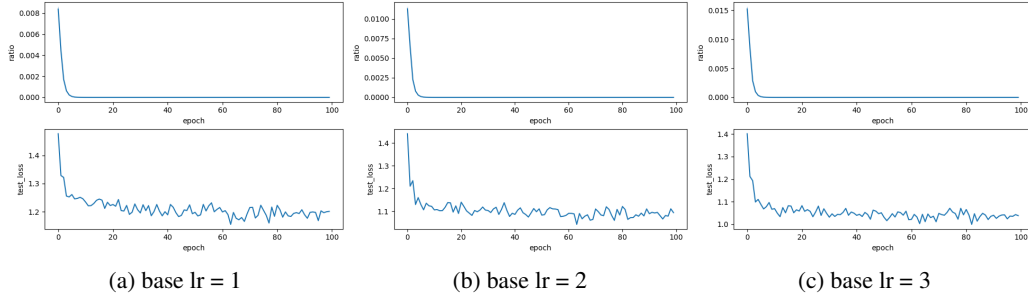 0.008
0.006
0.004
0.002
0.000
ratio
0 20 40 60 80 100
epoch
1.4
1.3
1.2
test_loss
0 20 40 60 80 100
epoch
(a) base lr = 1
0.0100
0.0075
0.0050
0.0025
0.0000
ratio
0 20 40 60 80 100
epoch
1.4
1.3
1.2
1.1
test_loss
0 20 40 60 80 100
epoch
(b) base lr = 2
0.015
0.010
0.005
0.000
ratio
0 20 40 60 80 100
epoch
1.4
1.3
1.2
1.1
1.0
test_loss
0 20 40 60 80 100
epoch
(c) base lr = 3